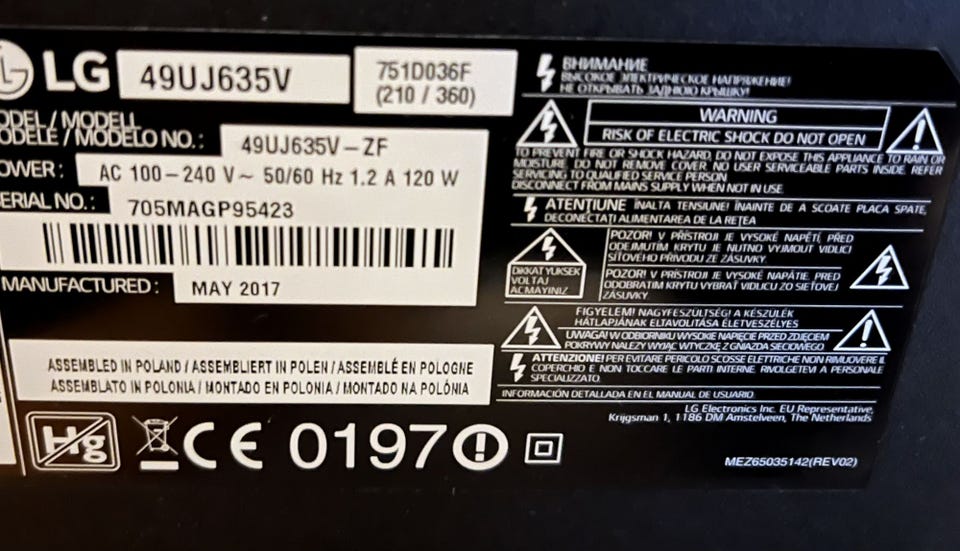 LG
49UJ635V
751D036F
(210 / 360)
MODEL / MODELL
MODELE / MODELO NO. :
49UJ635V – ZF
POWER :
AC 100 – 240 V ~ 50/60 Hz 1.2 A 120 W
SERIAL NO. :
705MAGP95423
MANUFACTURED :
MAY 2017
ASSEMBLED IN POLAND / ASSEMBLIERT IN POLEN / ASSEMBLÉ EN POLOGNE
ASSEMBLATO IN POLONIA / MONTADO EN POLONIA / MONTADO NA POLÓNIA
Hg
CE 0197
ВНИМАНИЕ
ВЫСОКОЕ ЭЛЕКТРИЧЕСКОЕ НАПРЯЖЕНИЕ!
НЕ ОТКРЫВАТЬ ЗАДНЮЮ КРЫШКУ!
WARNING
RISK OF ELECTRIC SHOCK DO NOT OPEN
TO PREVENT FIRE OR SHOCK HAZARD, DO NOT EXPOSE THIS APPLIANCE TO RAIN OR
MOISTURE. DO NOT REMOVE COVER. NO USER SERVICEABLE PARTS INSIDE. REFER
SERVICING TO QUALIFIED SERVICE PERSON.
DISCONNECT FROM MAINS SUPPLY WHEN NOT IN USE.
ATENŢIUNE ÎNALTA TENSIUNE! ÎNAINTE DE A SCOATE PLACA SPATE,
DECONECTAŢI ALIMENTAREA DE LA REŢEA
DIKKAT YUKSEK
VOLTAJ
ACMAYINIZ
POZOR! V PŘÍSTROJI JE VYSOKÉ NAPĚTÍ, PŘED
ODEJMUTÍM KRYTU JE NUTNO VYJMOUT VIDLICI
SÍŤOVÉHO PŘÍVODU ZE ZÁSUVKY.
POZOR! V PRÍSTROJI JE VYSOKÉ NAPÄTIE, PRED
ODOBRATIM KRYTU VYBRAŤ VIDLICU ZO SIEŤOVEJ
ZÁSUVKY.
FIGYELEM! NAGYFESZÜLTSÉG! A KÉSZÜLÉK
HÁTLAPJÁNAK ELTÁVOLÍTÁSA ÉLETVESZÉLYES
UWAGA! W ODBIORNIKU WYSOKIE NAPIĘCIE PRZED ZDJĘCIEM
POKRYWY NALEŻY WYJĄĆ WTYCZKĘ Z GNIAZDA SIECIOWEGO
ATTENZIONE! PER EVITARE PERICOLO SCOSSE ELETTRICHE NON RIMUOVERE IL
COPERCHIO E NON TOCCARE LE PARTI INTERNE. RIVOLGETEVI A PERSONALE
SPECIALIZZATO.
INFORMACIÓN DETALLADA EN EL MANUAL DE USUARIO.
LG Electronics Inc. EU Representative,
Krijgsman 1, 1186 DM Amstelveen, The Netherlands
MEZ65035142(REV02)